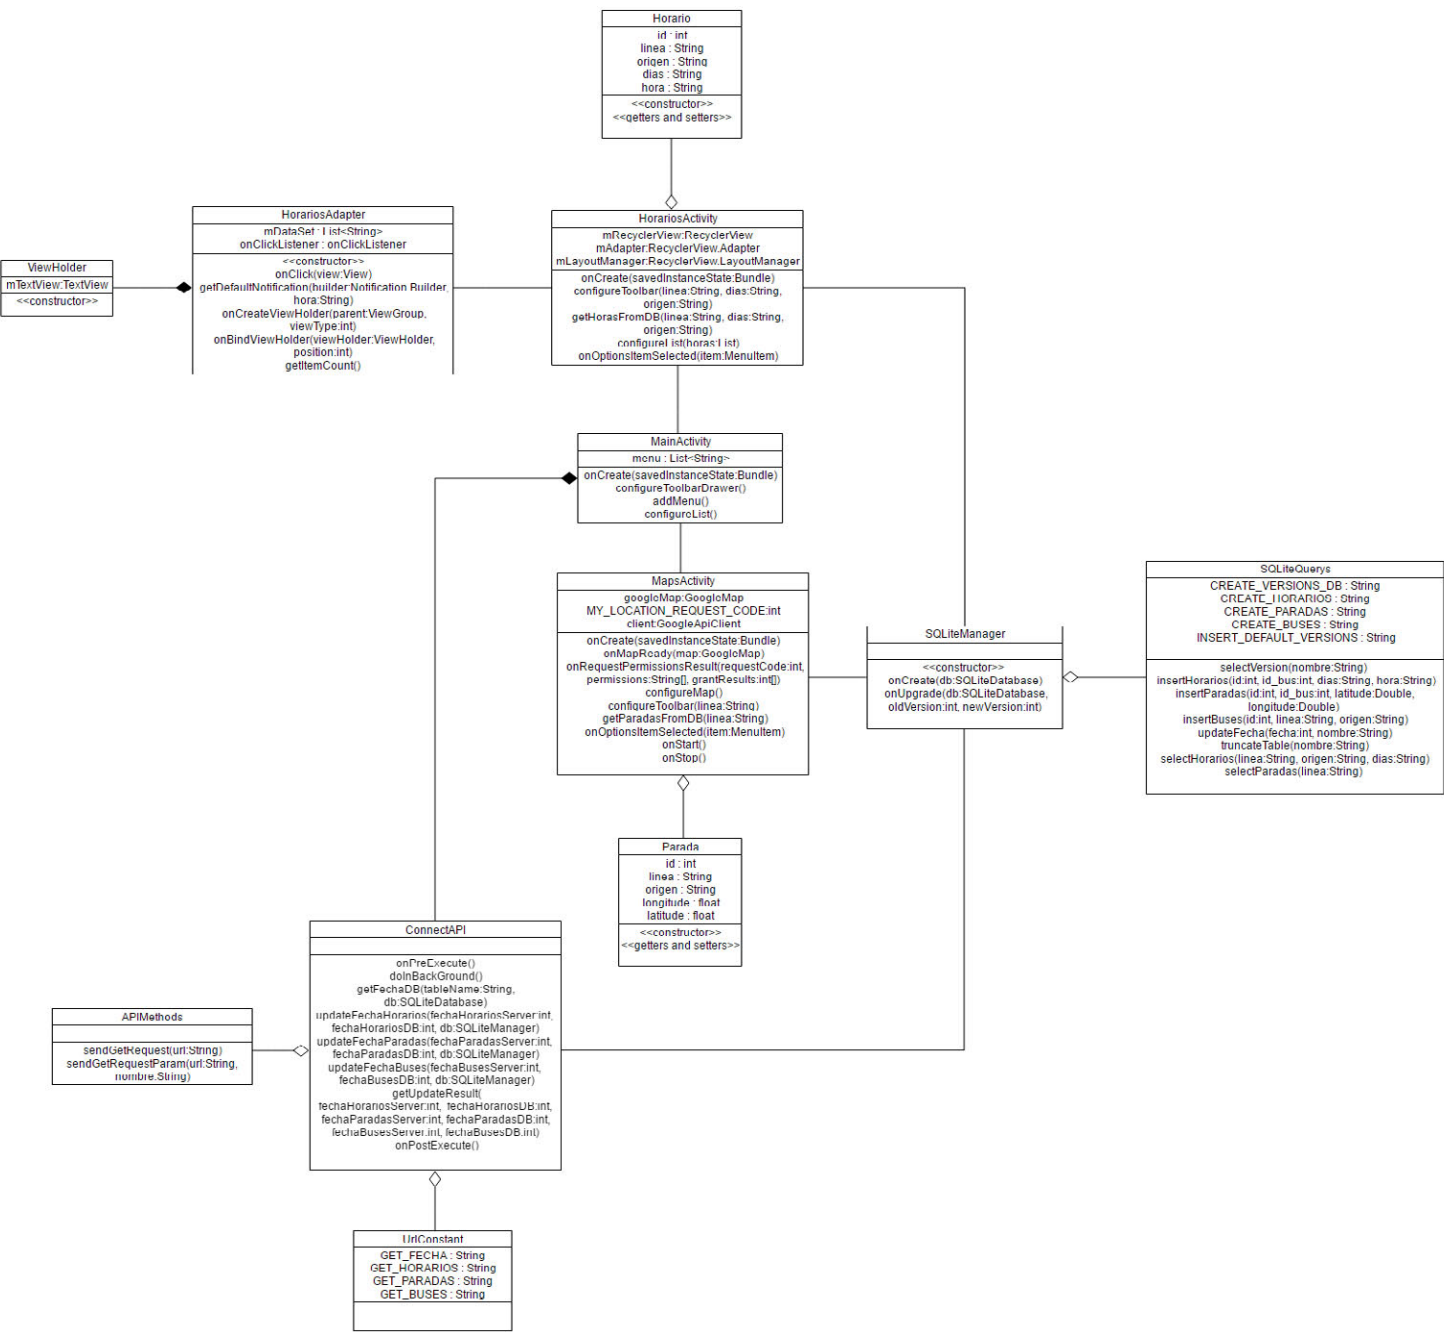 Horario
id : int
linea : String
origen : String
dias : String
hora : String
<<constructor>>
<<getters and setters>>
HorariosAdapter
mDataSet : List<String>
onClickListener : onClickListener
<<constructor>>
onClick(view:View)
getDefaultNotification(builder:Notification.Builder,
hora:String)
onCreateViewHolder(parent:ViewGroup,
viewType:int)
onBindViewHolder(viewHolder:ViewHolder,
position:int)
getItemCount()
ViewHolder
mTextView:TextView
<<constructor>>
HorariosActivity
mRecyclerView:RecyclerView
mAdapter:RecyclerView.Adapter
mLayoutManager:RecyclerView.LayoutManager
onCreate(savedInstanceState:Bundle)
configureToolbar(linea:String, dias:String,
origen:String)
getHorasFromDB(linea:String, dias:String,
origen:String)
configureList(horas:List)
onOptionsItemSelected(item:MenuItem)
MainActivity
menu : List<String>
onCreate(savedInstanceState:Bundle)
configureToolbarDrawer()
addMenu()
configureList()
MapsActivity
googleMap:GoogleMap
MY_LOCATION_REQUEST_CODE:int
client:GoogleApiClient
onCreate(savedInstanceState:Bundle)
onMapReady(map:GoogleMap)
onRequestPermissionsResult(requestCode:int,
permissions:String[], grantResults:int[])
configureMap()
configureToolbar(linea:String)
getParadasFromDB(linea:String)
onOptionsItemSelected(item:MenuItem)
onStart()
onStop()
SQLiteManager
<<constructor>>
onCreate(db:SQLiteDatabase)
onUpgrade(db:SQLiteDatabase,
oldVersion:int, newVersion:int)
SQLiteQuerys
CREATE_VERSIONS_DB : String
CREATE_HORARIOS : String
CREATE_PARADAS : String
CREATE_BUSES : String
INSERT_DEFAULT_VERSIONS : String
selectVersion(nombre:String)
insertHorarios(id:int, id_bus:int, dias:String, hora:String)
insertParadas(id:int, id_bus:int, latitude:Double,
longitude:Double)
insertBuses(id:int, linea:String, origen:String)
updateFecha(fecha:int, nombre:String)
truncateTable(nombre:String)
selectHorarios(linea:String, origen:String, dias:String)
selectParadas(linea:String)
Parada
id : int
linea : String
origen : String
longitude : float
latitude : float
<<constructor>>
<<getters and setters>>
ConnectAPI
onPreExecute()
doInBackGround()
getFechaDB(tableName:String,
db:SQLiteDatabase)
updateFechaHorarios(fechaHorariosServer:int,
fechaHorariosDB:int, db:SQLiteManager)
updateFechaParadas(fechaParadasServer:int,
fechaParadasDB:int, db:SQLiteManager)
updateFechaBuses(fechaBusesServer:int,
fechaBusesDB:int, db:SQLiteManager)
getUpdateResult(
fechaHorariosServer:int, fechaHorariosDB:int,
fechaParadasServer:int, fechaParadasDB:int,
fechaBusesServer:int, fechaBusesDB:int)
onPostExecute()
APIMethods
sendGetRequest(url:String)
sendGetRequestParam(url:String,
nombre:String)
UrlConstant
GET_FECHA : String
GET_HORARIOS : String
GET_PARADAS : String
GET_BUSES : String